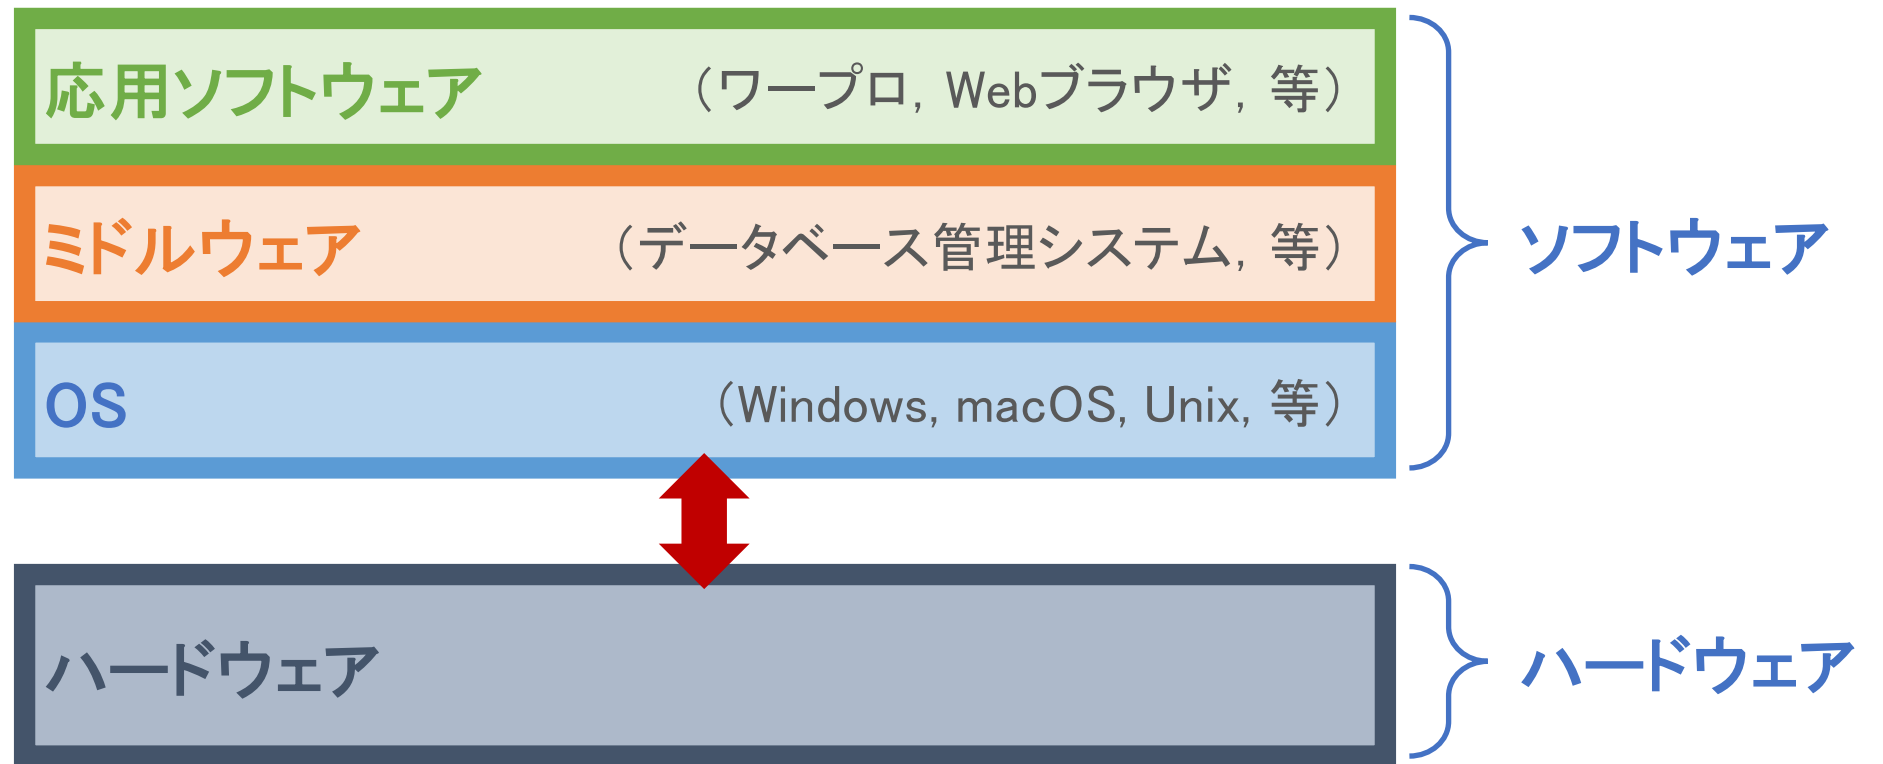 応用ソフトウェア （ワープロ, Webブラウザ, 等）
ミドルウェア （データベース管理システム, 等）
ソフトウェア
OS （Windows, macOS, Unix, 等）
ハードウェア
ハードウェア